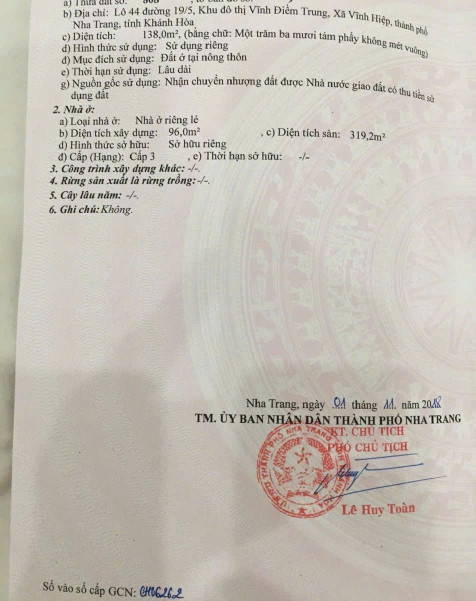 a) Thửa đất số: 808
b) Địa chỉ: Lô 44 đường 19/5, Khu đô thị Vĩnh Điềm Trung, Xã Vĩnh Hiệp, thành phố
Nha Trang, tỉnh Khánh Hòa
c) Diện tích: 138,0m², (bằng chữ: Một trăm ba mươi tám phẩy không mét vuông)
d) Hình thức sử dụng: Sử dụng riêng
đ) Mục đích sử dụng: Đất ở tại nông thôn
e) Thời hạn sử dụng: Lâu dài
g) Nguồn gốc sử dụng: Nhận chuyển nhượng đất được Nhà nước giao đất có thu tiền sử
dụng đất
2. Nhà ở:
a) Loại nhà ở: Nhà ở riêng lẻ
b) Diện tích xây dựng: 96,0m² , c) Diện tích sàn: 319,2m²
d) Hình thức sở hữu: Sở hữu riêng
đ) Cấp (Hạng): Cấp 3 , e) Thời hạn sở hữu: -/-
3. Công trình xây dựng khác: -/-.
4. Rừng sản xuất là rừng trồng: -/-.
5. Cây lâu năm: -/-.
6. Ghi chú: Không.
Nha Trang, ngày 01 tháng 11. năm 2018
TM. ỦY BAN NHÂN DÂN THÀNH PHỐ NHA TRANG
KT. CHỦ TỊCH
PHÓ CHỦ TỊCH
Lê Huy Toàn
Số vào sổ cấp GCN: CH06262